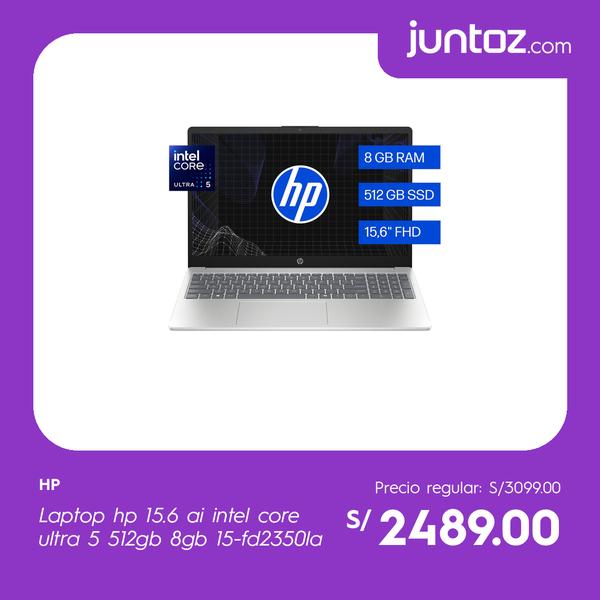 juntoz.com
intel
CORE
ULTRA 5
hp
8 GB RAM
512 GB SSD
15,6" FHD
hp
HP
Laptop hp 15.6 ai intel core
ultra 5 512gb 8gb 15-fd2350la
Precio regular: S/3099.00
S/ 2489.00